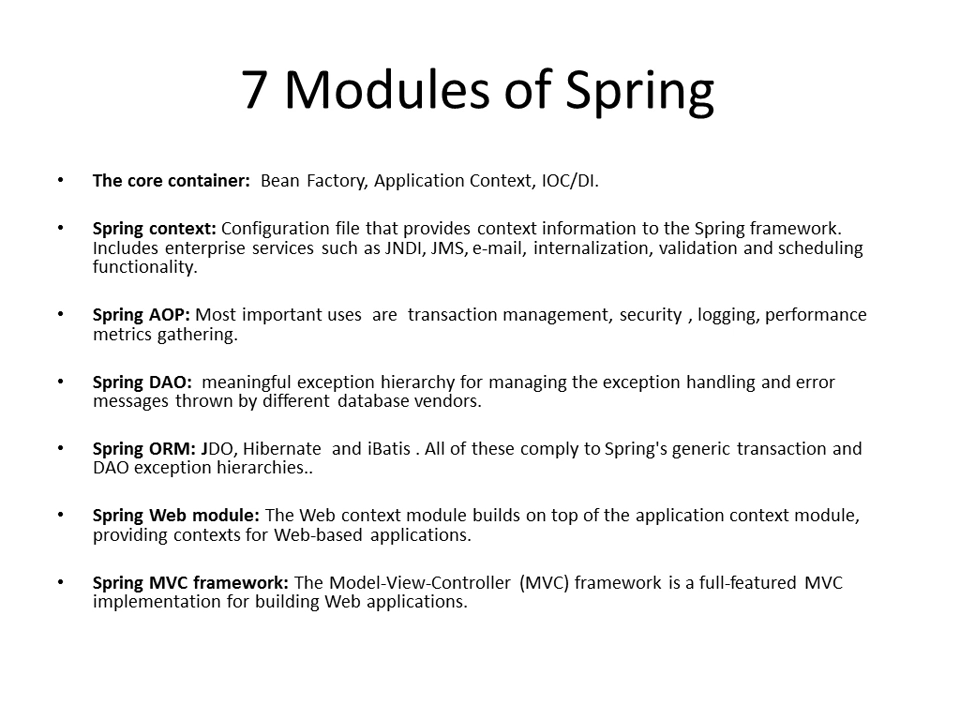 7 Modules of Spring
• The core container:  Bean Factory, Application Context, IOC/DI.
• Spring context: Configuration file that provides context information to the Spring framework.
Includes enterprise services such as JNDI, JMS, e-mail, internalization, validation and scheduling
functionality.
• Spring AOP: Most important uses  are  transaction management, security , logging, performance
metrics gathering.
• Spring DAO:  meaningful exception hierarchy for managing the exception handling and error
messages thrown by different database vendors.
• Spring ORM: JDO, Hibernate  and iBatis . All of these comply to Spring's generic transaction and
DAO exception hierarchies..
• Spring Web module: The Web context module builds on top of the application context module,
providing contexts for Web-based applications.
• Spring MVC framework: The Model-View-Controller (MVC) framework is a full-featured MVC
implementation for building Web applications.